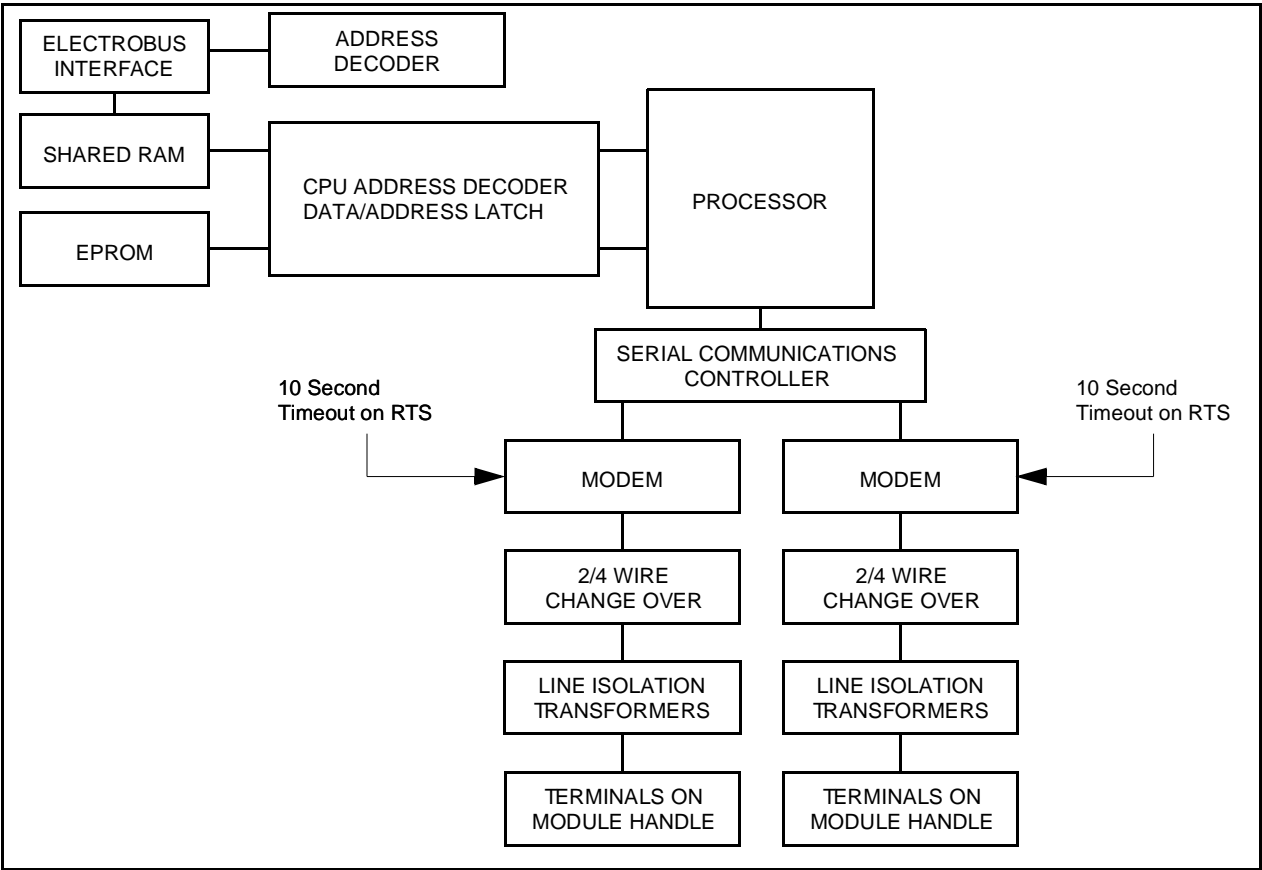 ELECTROBUS
INTERFACE
ADDRESS
DECODER
SHARED RAM
CPU ADDRESS DECODER
DATA/ADDRESS LATCH
PROCESSOR
EPROM
SERIAL COMMUNICATIONS
CONTROLLER
10 Second
Timeout on RTS
10 Second
Timeout on RTS
MODEM
MODEM
2/4 WIRE
CHANGE OVER
2/4 WIRE
CHANGE OVER
LINE ISOLATION
TRANSFORMERS
LINE ISOLATION
TRANSFORMERS
TERMINALS ON
MODULE HANDLE
TERMINALS ON
MODULE HANDLE